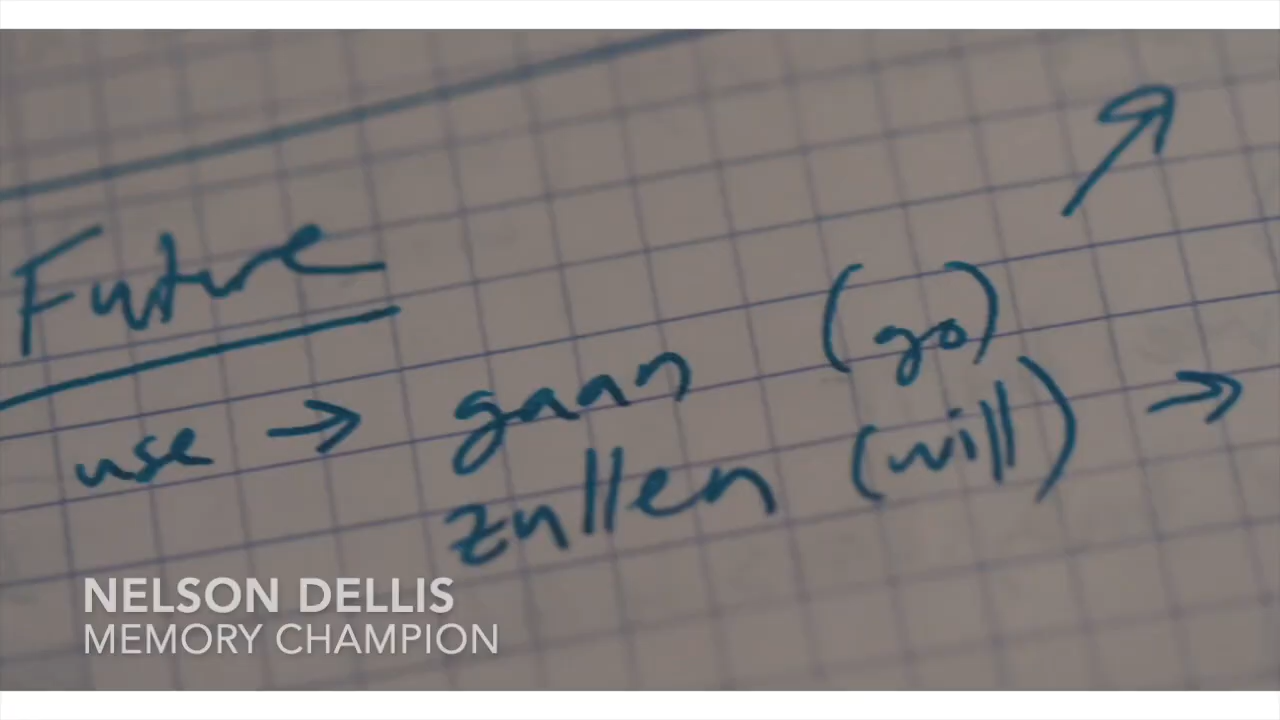 Future
use → gaan (go)
zullen (will) →
NELSON DELLIS
MEMORY CHAMPION